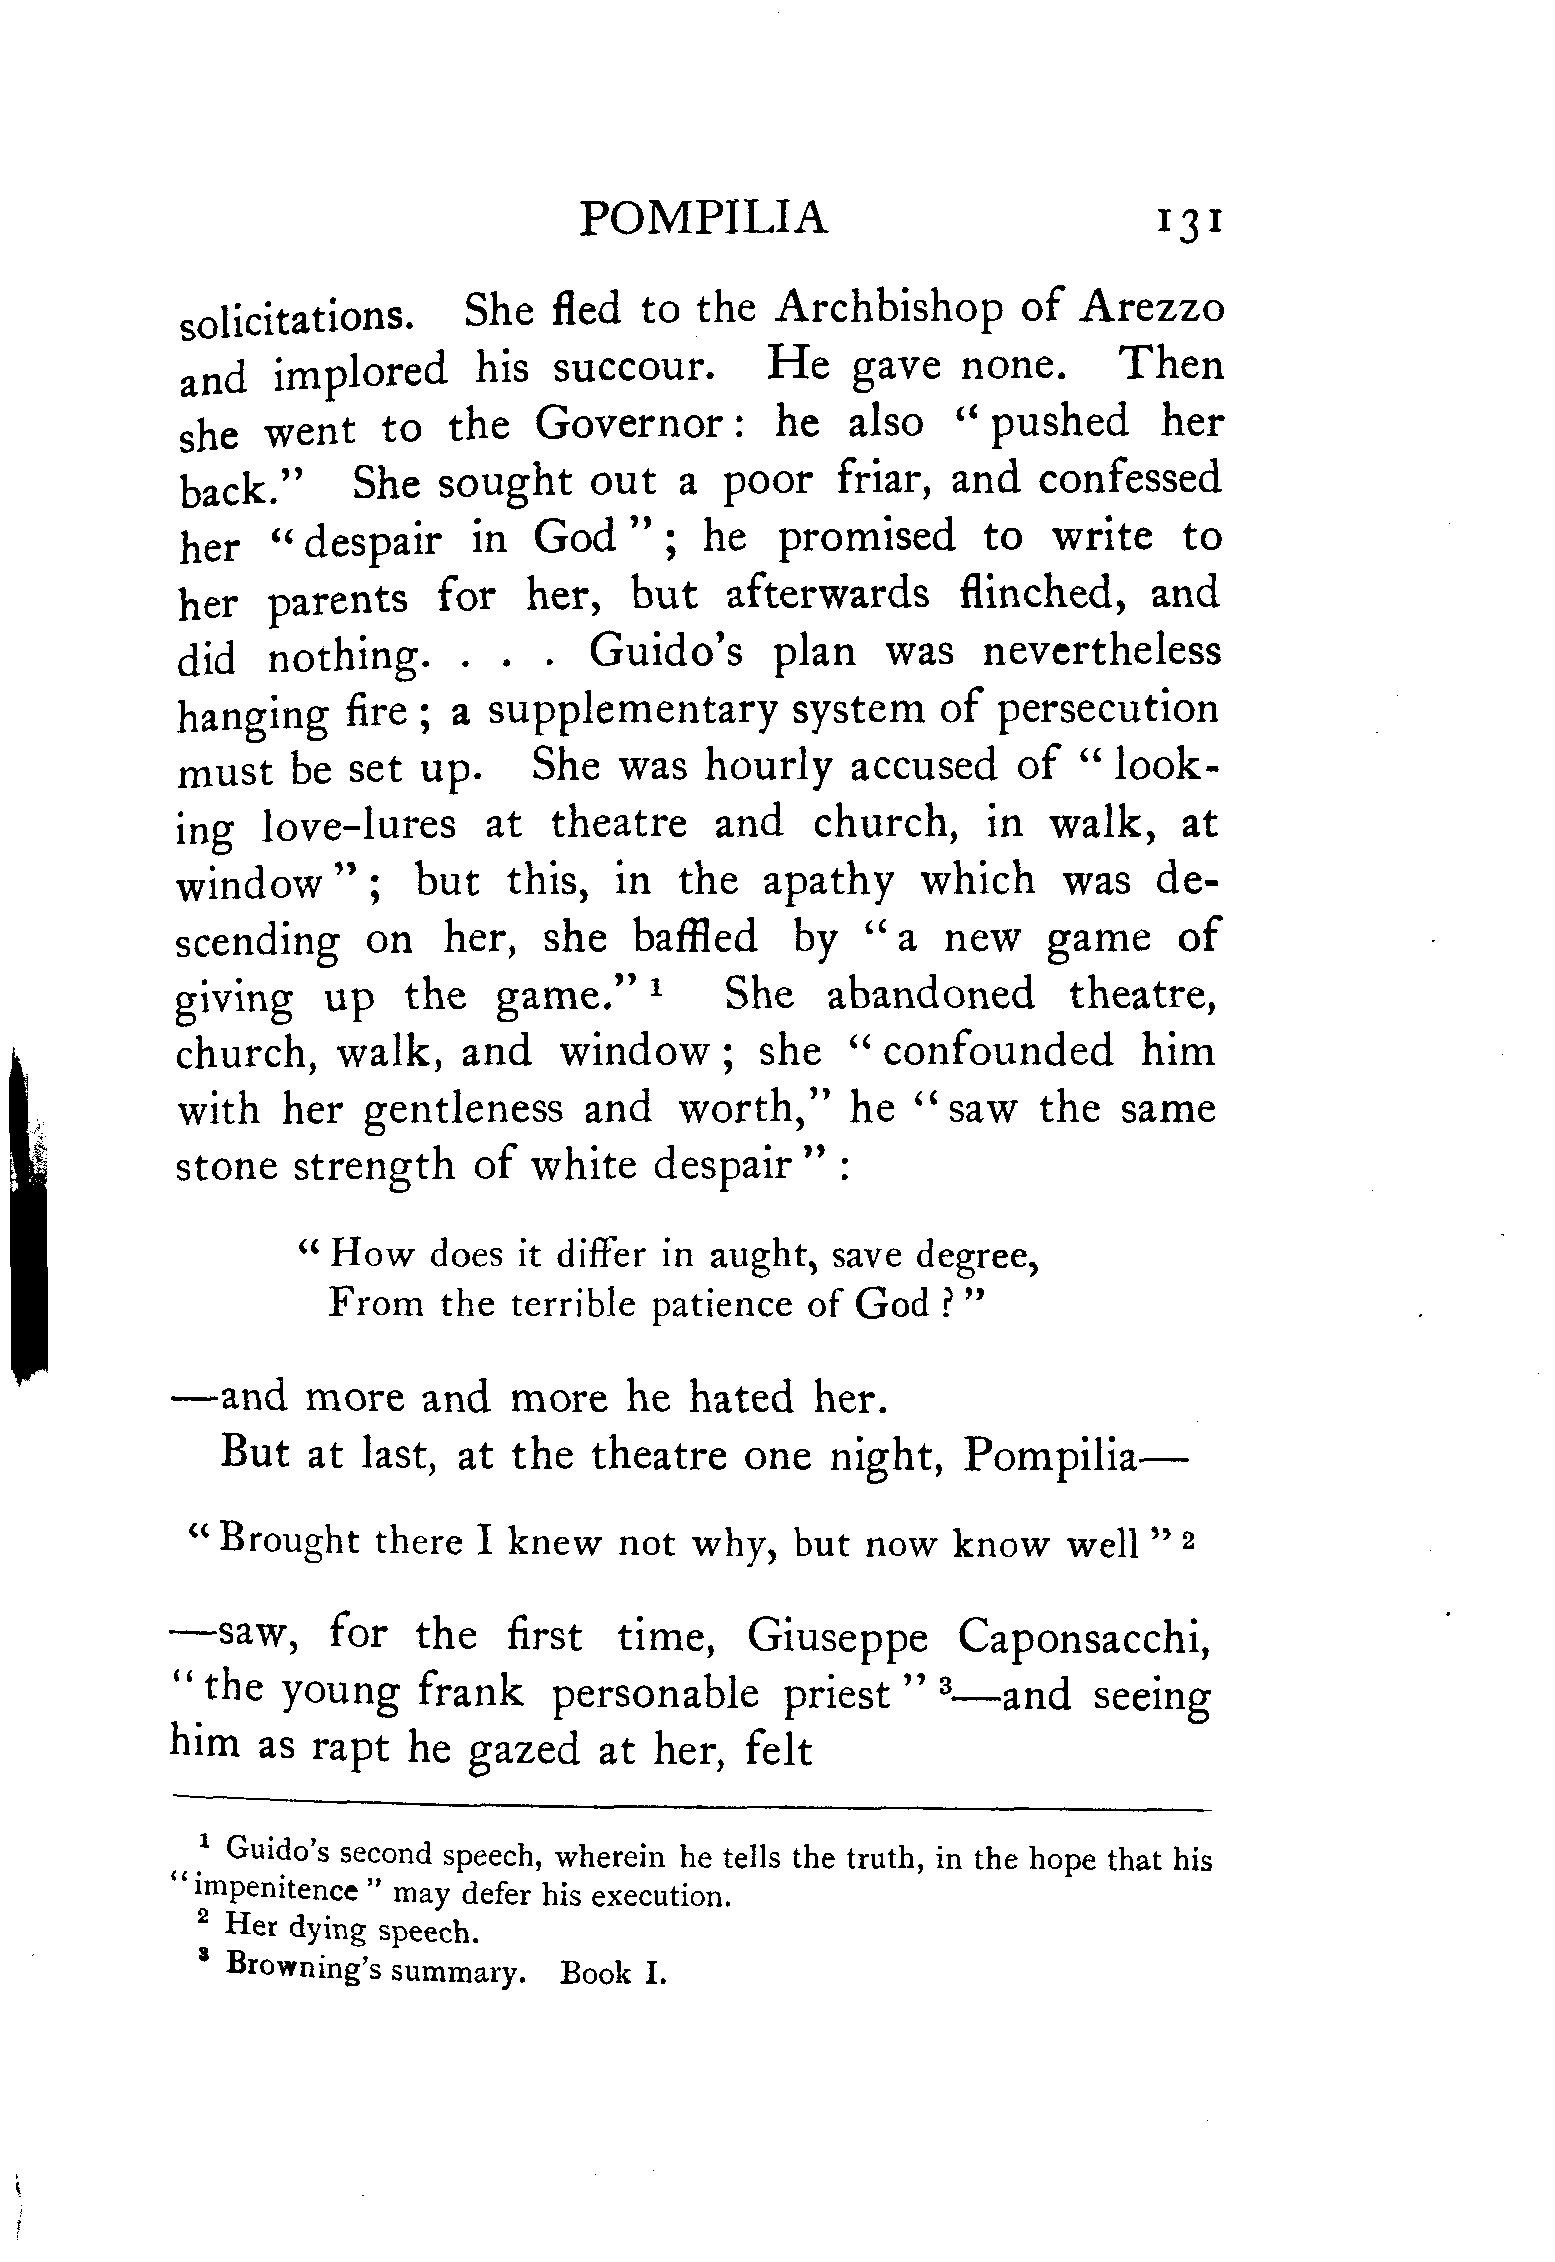 POMPILIA 131
solicitations. She fled to the Archbishop of Arezzo
and implored his succour. He gave none. Then
she went to the Governor: he also “pushed her
back.” She sought out a poor friar, and confessed
her “despair in God”; he promised to write to
her parents for her, but afterwards flinched, and
did nothing. . . . Guido’s plan was nevertheless
hanging fire; a supplementary system of persecution
must be set up. She was hourly accused of “look-
ing love-lures at theatre and church, in walk, at
window”; but this, in the apathy which was de-
scending on her, she baffled by “a new game of
giving up the game.”¹ She abandoned theatre,
church, walk, and window; she “confounded him
with her gentleness and worth,” he “saw the same
stone strength of white despair”:
“How does it differ in aught, save degree,
From the terrible patience of God?”
—and more and more he hated her.
But at last, at the theatre one night, Pompilia—
“Brought there I knew not why, but now know well”²
—saw, for the first time, Giuseppe Caponsacchi,
“the young frank personable priest”³—and seeing
him as rapt he gazed at her, felt
¹ Guido’s second speech, wherein he tells the truth, in the hope that his
“impenitence” may defer his execution.
² Her dying speech.
³ Browning’s summary. Book I.